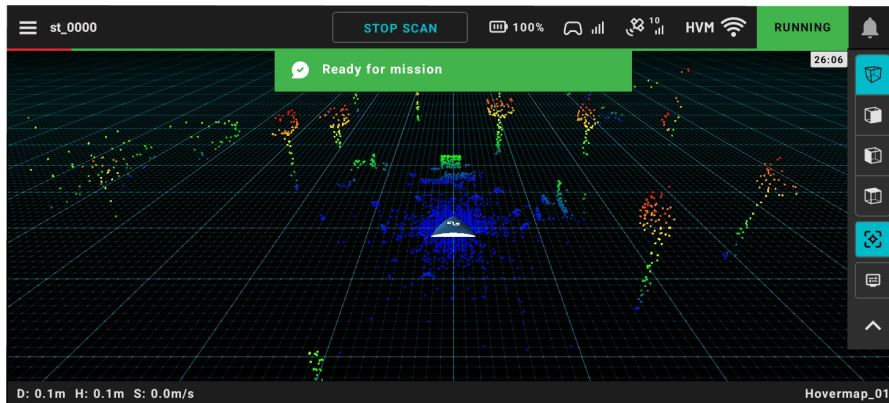 st_0000
STOP SCAN
100%
10
HVM
RUNNING
Ready for mission
26:06
D: 0.1m H: 0.1m S: 0.0m/s
Hovermap_01